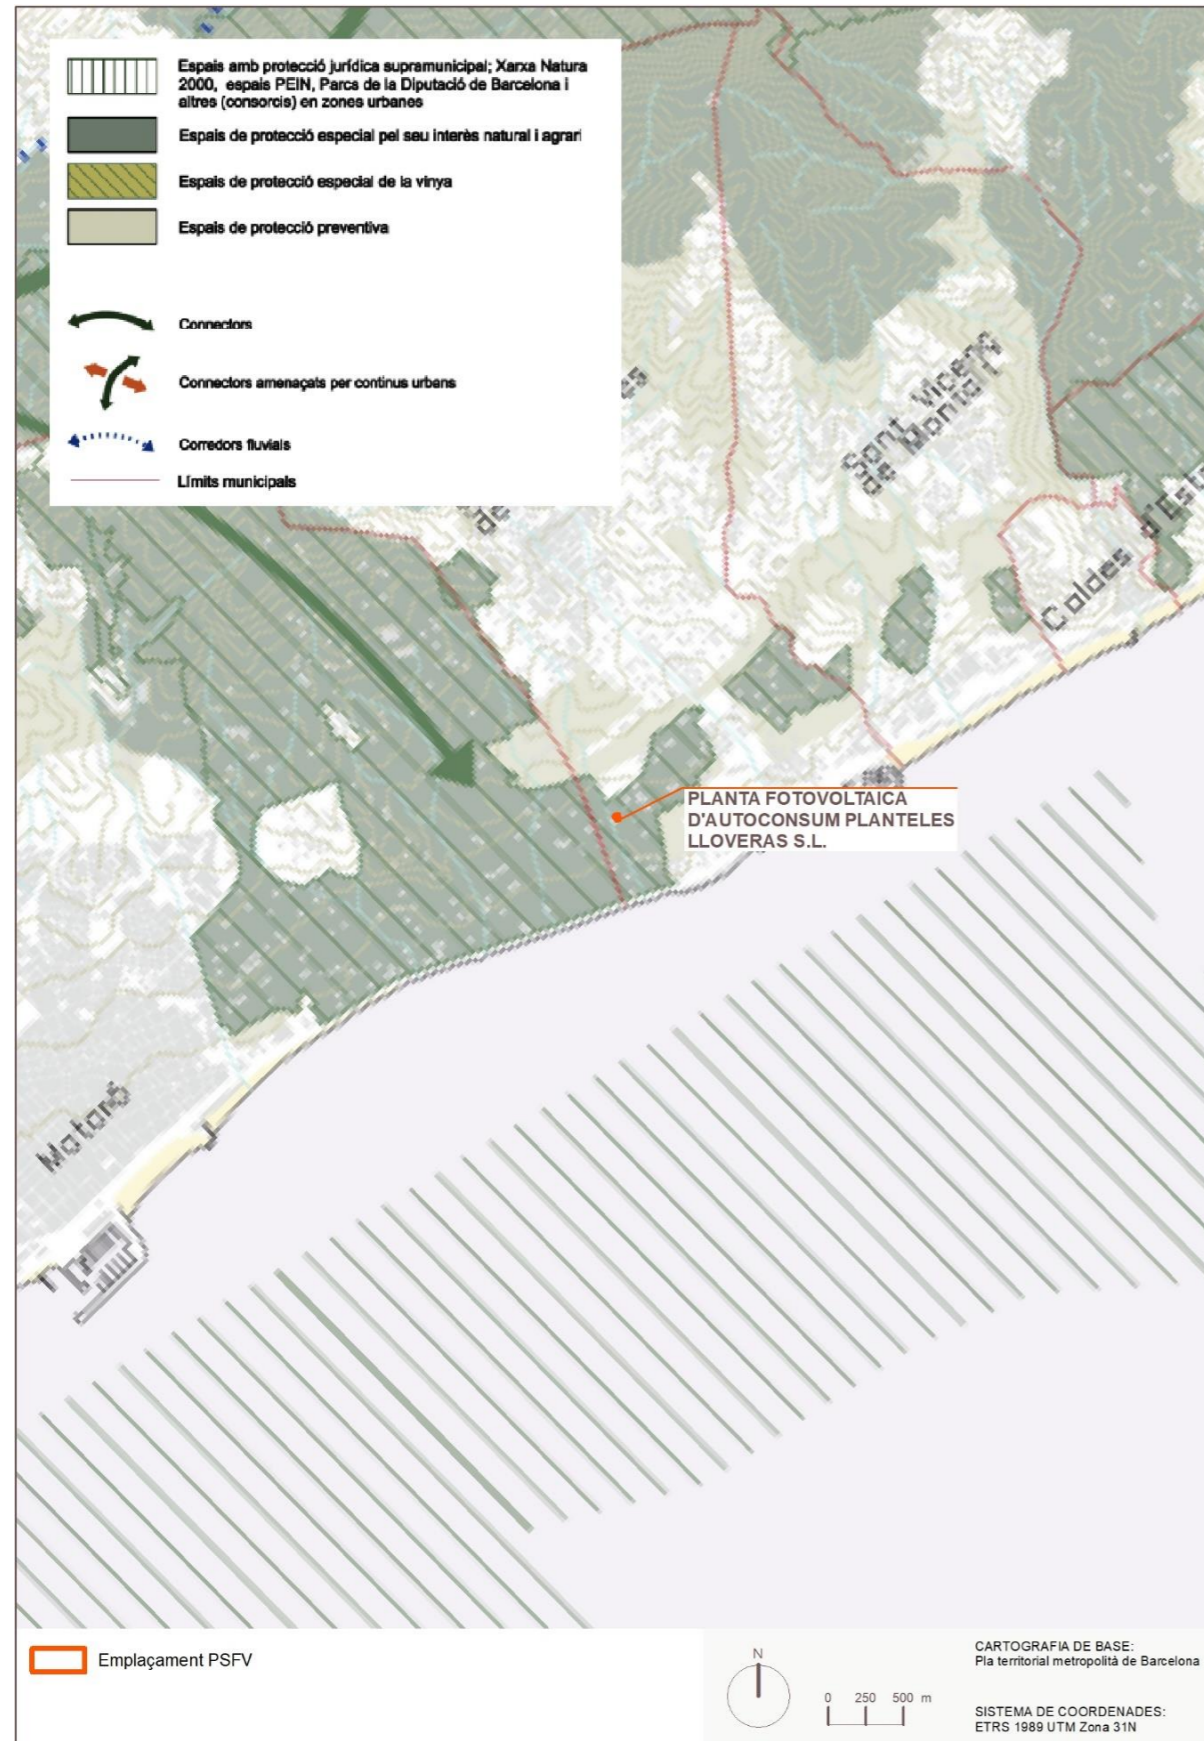 Espais amb protecció jurídica supramunicipal; Xarxa Natura
2000, espais PEIN, Parcs de la Diputació de Barcelona i
altres (consorcis) en zones urbanes
Espais de protecció especial pel seu interès natural i agrari
Espais de protecció especial de la vinya
Espais de protecció preventiva
Connectors
Connectors amenaçats per continus urbans
Corredors fluvials
Límits municipals
Sant Vicenç
de Montalt
Caldes d'Est
de
PLANTA FOTOVOLTAICA
D'AUTOCONSUM PLANTELES
LLOVERAS S.L.
Mataró
Emplaçament PSFV
N
0 250 500 m
CARTOGRAFIA DE BASE:
Pla territorial metropolità de Barcelona
SISTEMA DE COORDENADES:
ETRS 1989 UTM Zona 31N